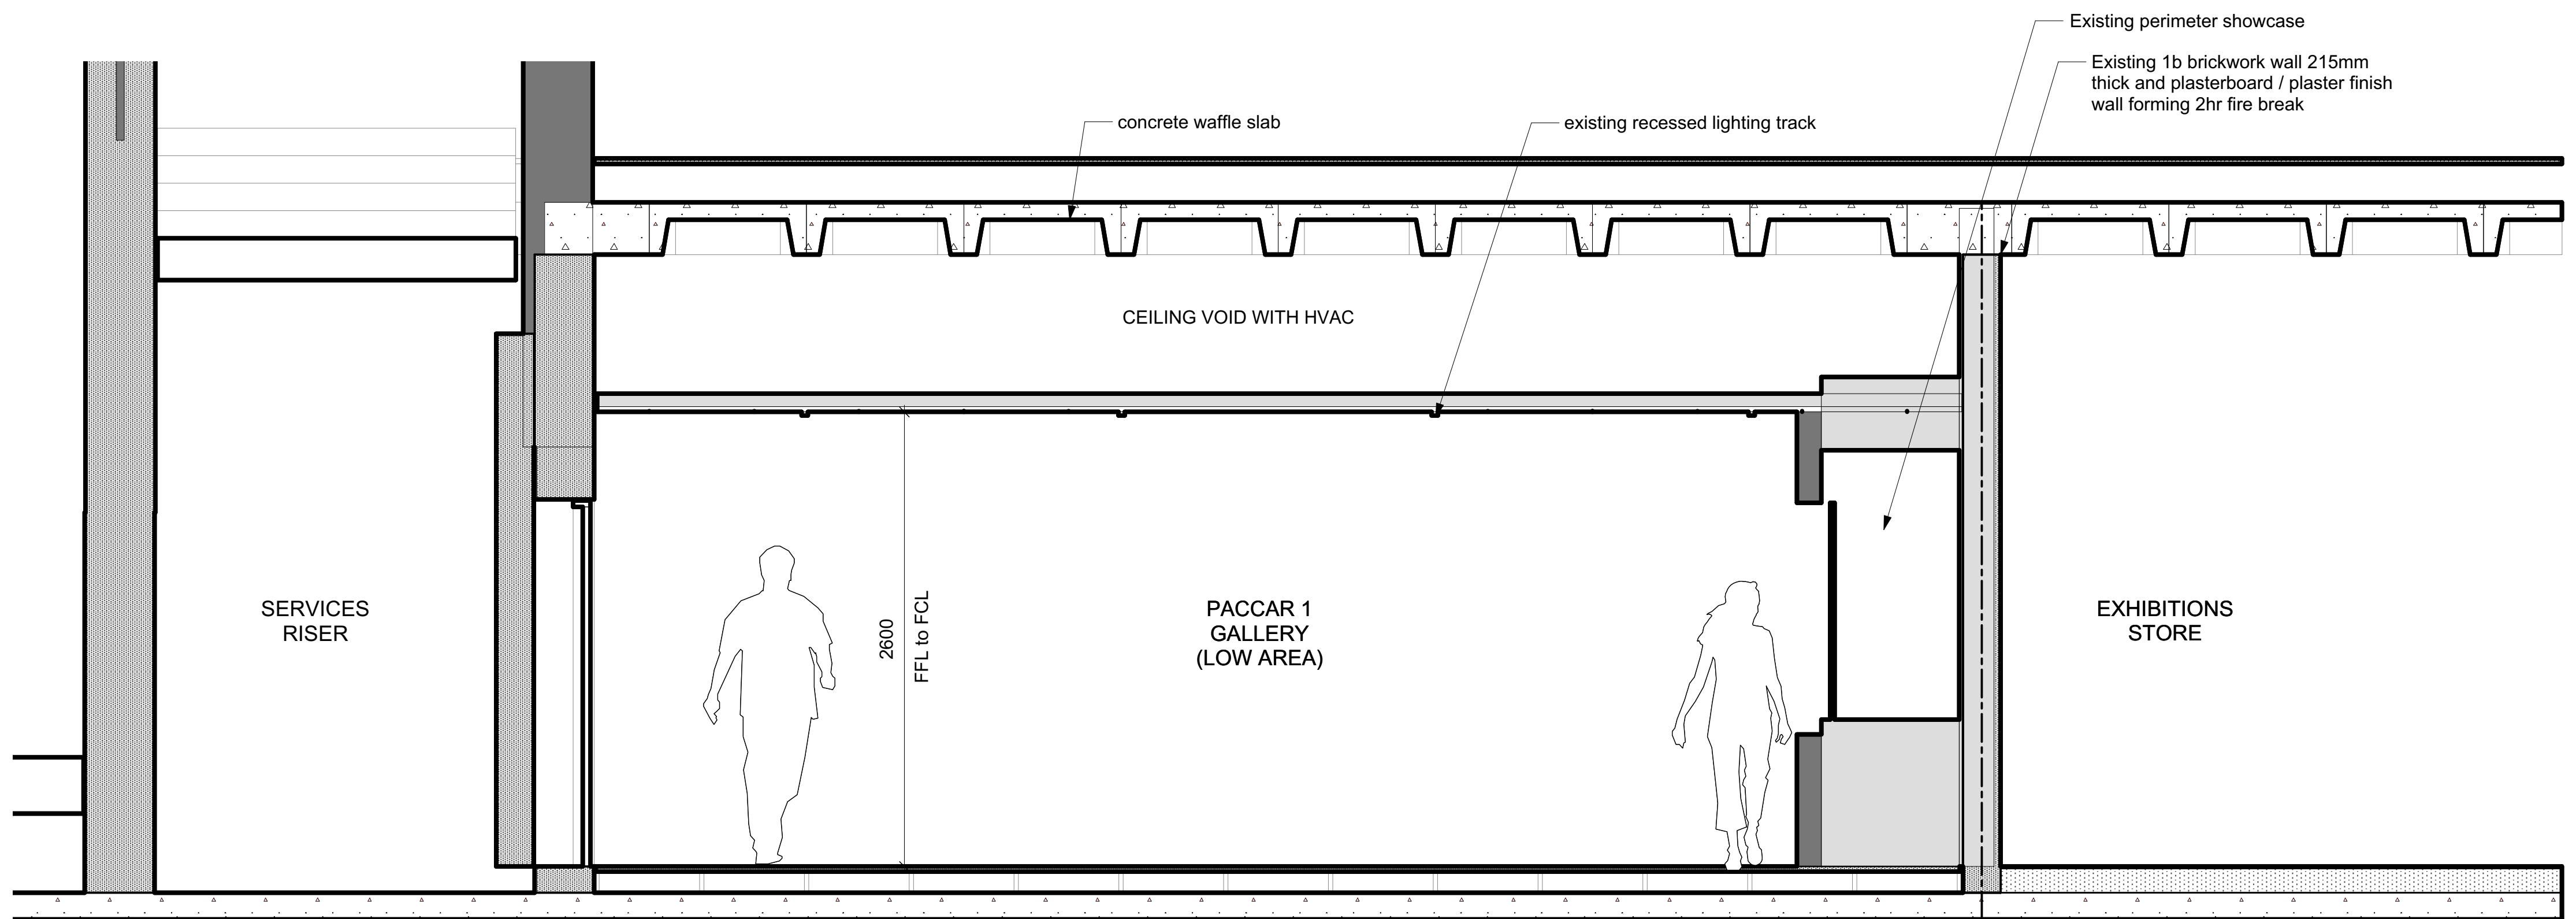 Existing perimeter showcase
Existing 1b brickwork wall 215mm
thick and plasterboard / plaster finish
wall forming 2hr fire break
concrete waffle slab
existing recessed lighting track
CEILING VOID WITH HVAC
SERVICES
RISER
2600
FFL to FCL
PACCAR 1
GALLERY
(LOW AREA)
EXHIBITIONS
STORE